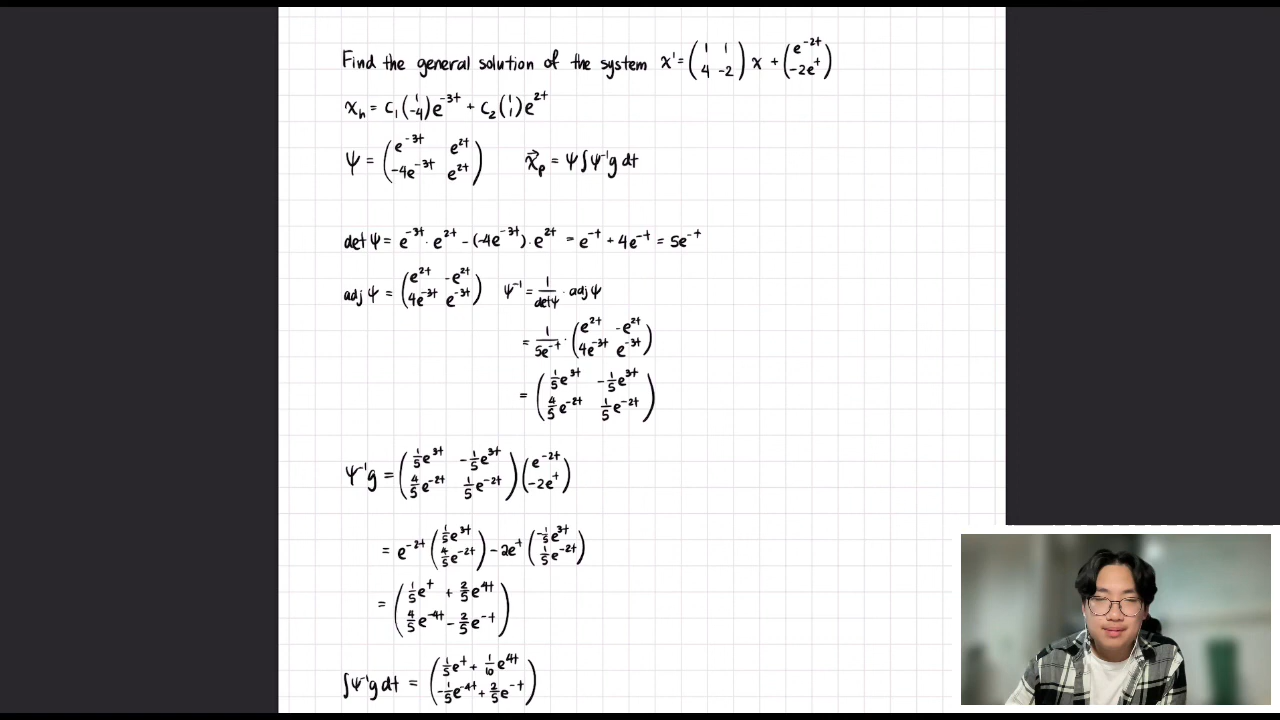 Find the general solution of the system x' = (1 1; 4 -2) x + (e^{-2t}; -2e^{t})
x_h = c_1 (1; -4) e^{-3t} + c_2 (1; 1) e^{2t}
Ψ = (e^{-3t} e^{2t}; -4e^{-3t} e^{2t}) x⃗_p = Ψ ∫ Ψ^{-1} g dt
det Ψ = e^{-3t} · e^{2t} - (-4e^{-3t}) · e^{2t} = e^{-t} + 4e^{-t} = 5e^{-t}
adj Ψ = (e^{2t} -e^{2t}; 4e^{-3t} e^{-3t}) Ψ^{-1} = 1/detΨ · adj Ψ
= 1/5e^{-t} · (e^{2t} -e^{2t}; 4e^{-3t} e^{-3t})
= (1/5 e^{3t} -1/5 e^{3t}; 4/5 e^{-2t} 1/5 e^{-2t})
Ψ^{-1} g = (1/5 e^{3t} -1/5 e^{3t}; 4/5 e^{-2t} 1/5 e^{-2t}) (e^{-2t}; -2e^{t})
= e^{-2t} (1/5 e^{3t}; 4/5 e^{-2t}) - 2e^{t} (-1/5 e^{3t}; 1/5 e^{-2t})
= (1/5 e^{t} + 2/5 e^{4t}; 4/5 e^{-4t} - 2/5 e^{-t})
∫ Ψ^{-1} g dt = (1/5 e^{t} + 1/10 e^{4t}; -1/5 e^{-4t} + 2/5 e^{-t})